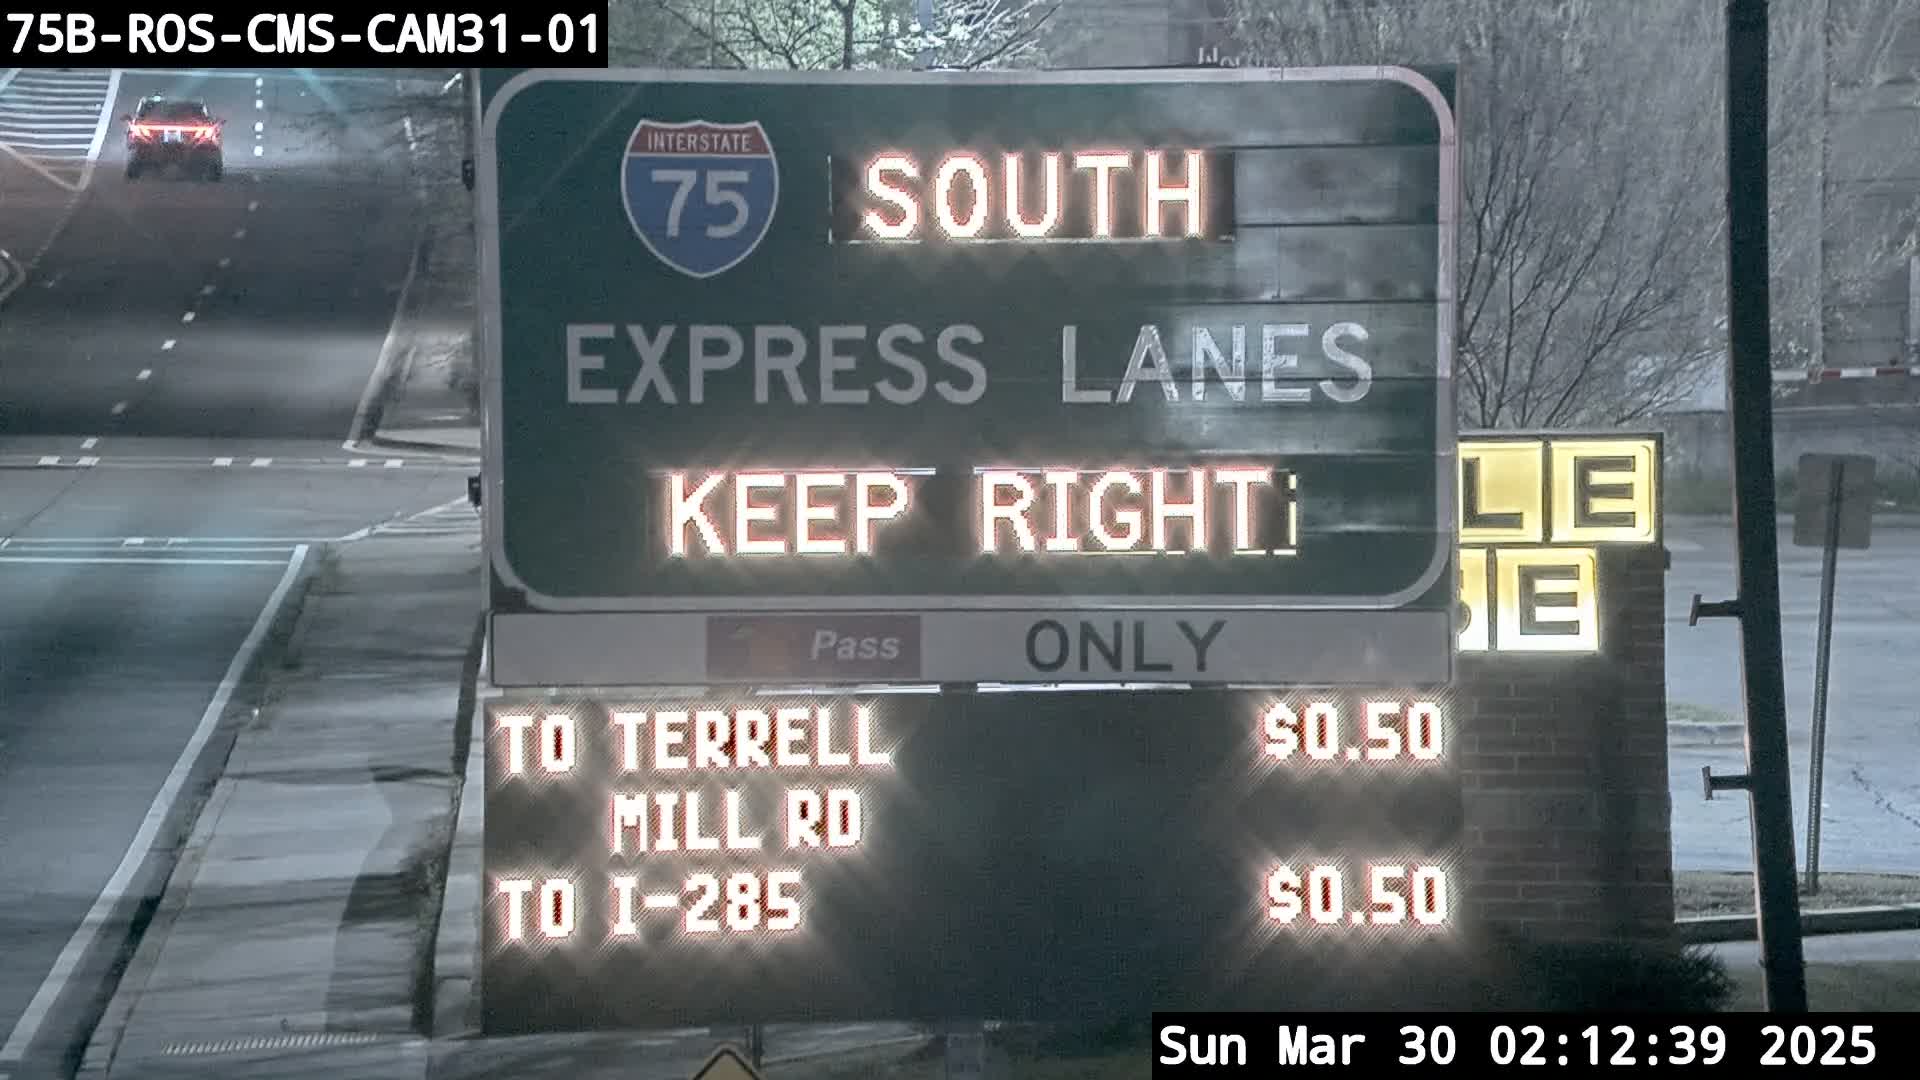 75B-ROS-CMS-CAM31-01
INTERSTATE
75
SOUTH
EXPRESS LANES
KEEP RIGHT
Pass ONLY
LE
E
TO TERRELL $0.50
MILL RD
TO I-285 $0.50
Sun Mar 30 02:12:39 2025